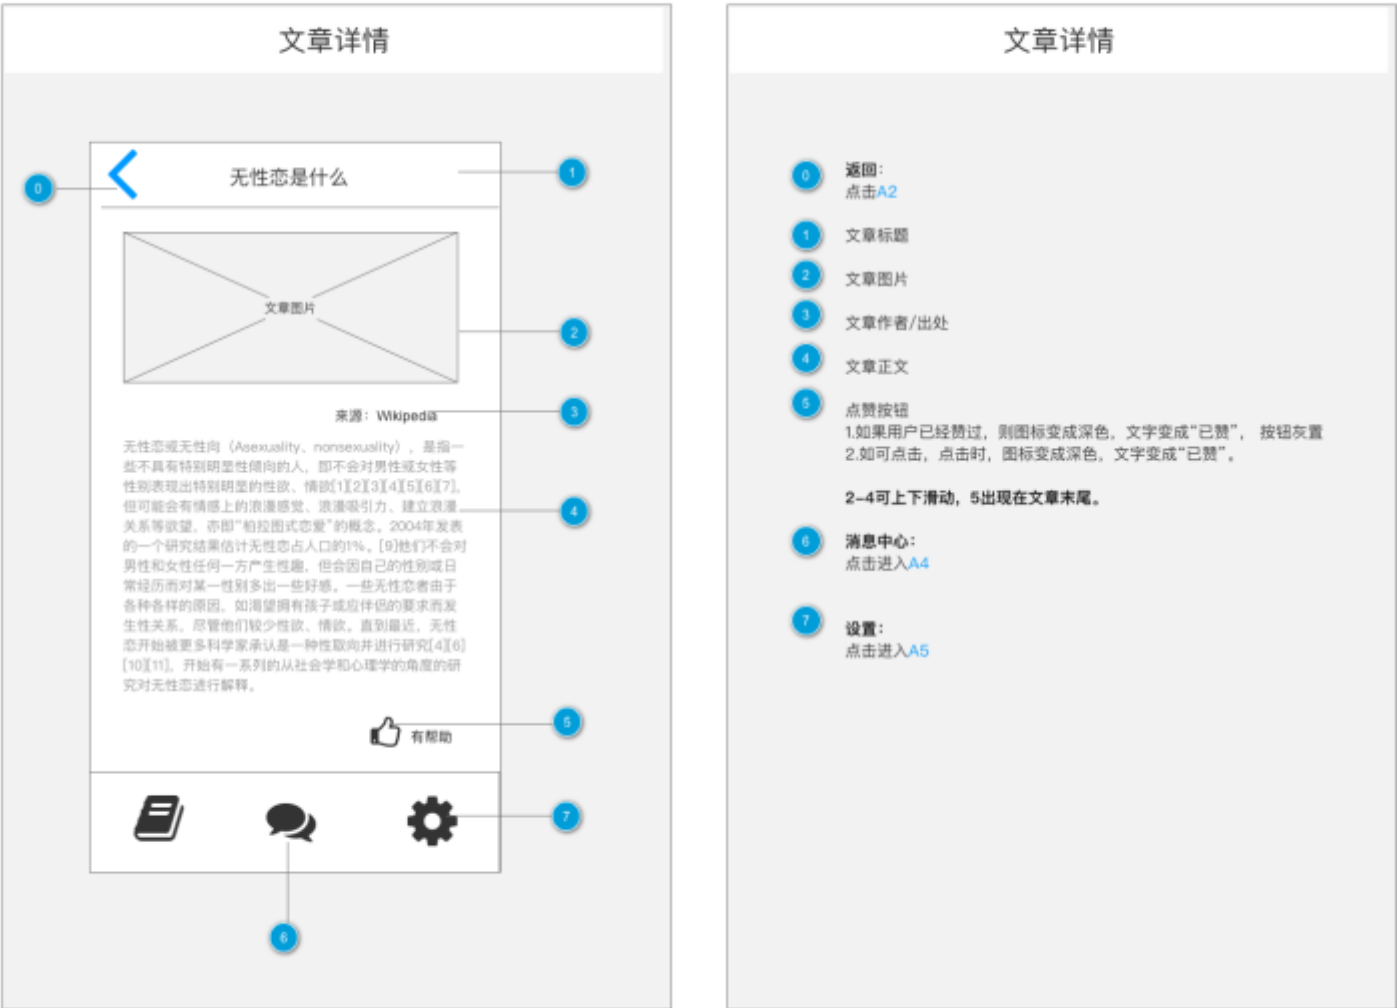 文章详情
无性恋是什么
0
1
文章图片
2
来源：Wikipedia
3
无性恋或无性向（Asexuality、nonsexuality），是指一
些不具有特别明显性倾向的人，即不会对男性或女性等
性别表现出特别明显的性欲、情欲[1][2][3][4][5][6][7]，
但可能会有情感上的浪漫感觉、浪漫吸引力、建立浪漫
关系等欲望，亦即“柏拉图式恋爱”的概念。2004年发表
的一个研究结果估计无性恋占人口的1%。[9]他们不会对
男性和女性任何一方产生性趣，但会因自己的性别或日
常经历而对某一性别多出一些好感。一些无性恋者由于
各种各样的原因，如渴望拥有孩子或应伴侣的要求而发
生性关系，尽管他们较少性欲、情欲。直到最近，无性
恋开始被更多科学家承认是一种性取向并进行研究[4][6]
[10][11]，开始有一系列的从社会学和心理学的角度的研
究对无性恋进行解释。
4
有帮助
5
7
6
文章详情
0 返回：
点击A2
1 文章标题
2 文章图片
3 文章作者/出处
4 文章正文
5 点赞按钮
1.如果用户已经赞过，则图标变成深色，文字变成“已赞”， 按钮灰置
2.如可点击，点击时，图标变成深色，文字变成“已赞”。
2-4可上下滑动，5出现在文章末尾。
6 消息中心：
点击进入A4
7 设置：
点击进入A5